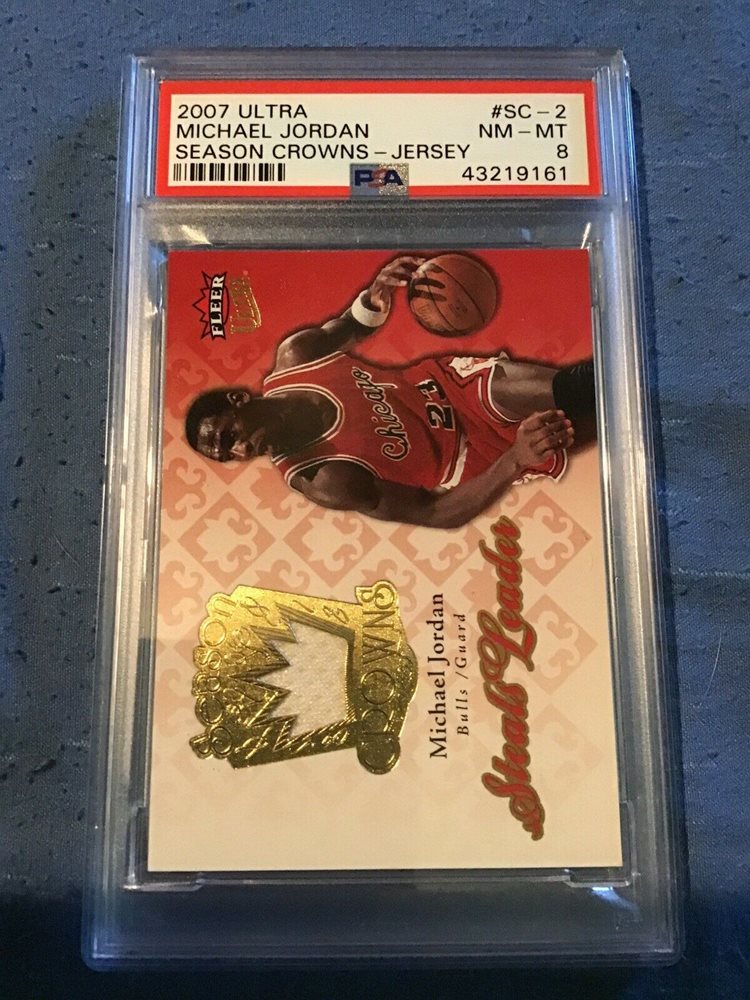 2007 ULTRA #SC-2
MICHAEL JORDAN NM-MT
SEASON CROWNS-JERSEY 8
PSA 43219161
FLEER
Ultra
Chicago
23
Season
CROWNS
Michael Jordan
Bulls / Guard
Steals Leader